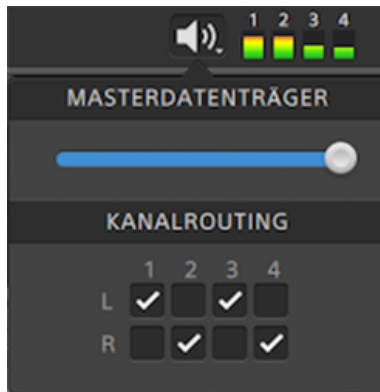 1 2 3 4
MASTERDATENTRÄGER
KANALROUTING
1 2 3 4
L
R